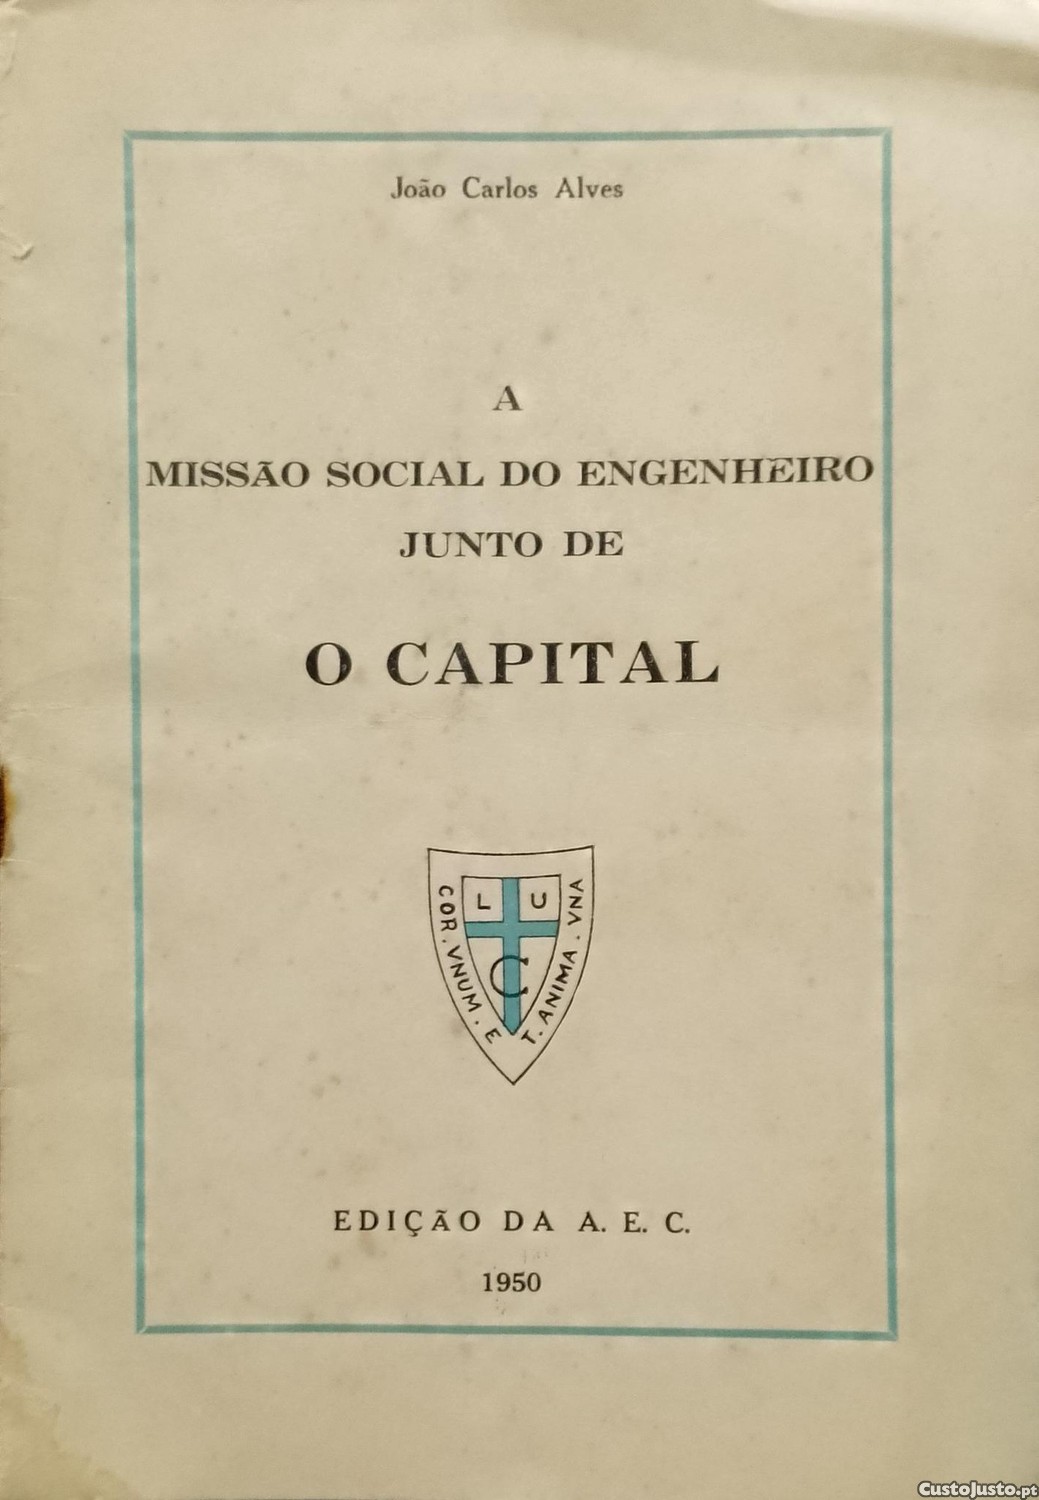 João Carlos Alves
A
MISSÃO SOCIAL DO ENGENHEIRO
JUNTO DE
O CAPITAL
L U
C
COR . VNUM . E T . ANIMA . VNA
EDIÇÃO DA A. E. C.
1950
CustoJusto.pt